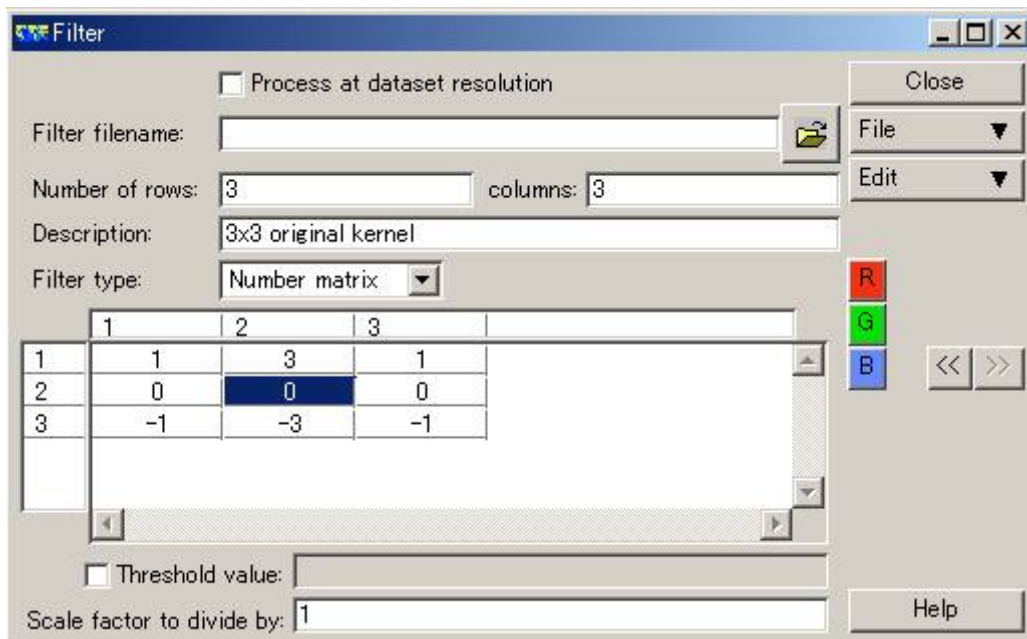 Filter
Process at dataset resolution
Close
Filter filename:
File
Number of rows: 3 columns: 3
Edit
Description: 3x3 original kernel
Filter type: Number matrix
R
G
B
<< >>
1 2 3
1 1 3 1
2 0 0 0
3 -1 -3 -1
Threshold value:
Scale factor to divide by: 1
Help